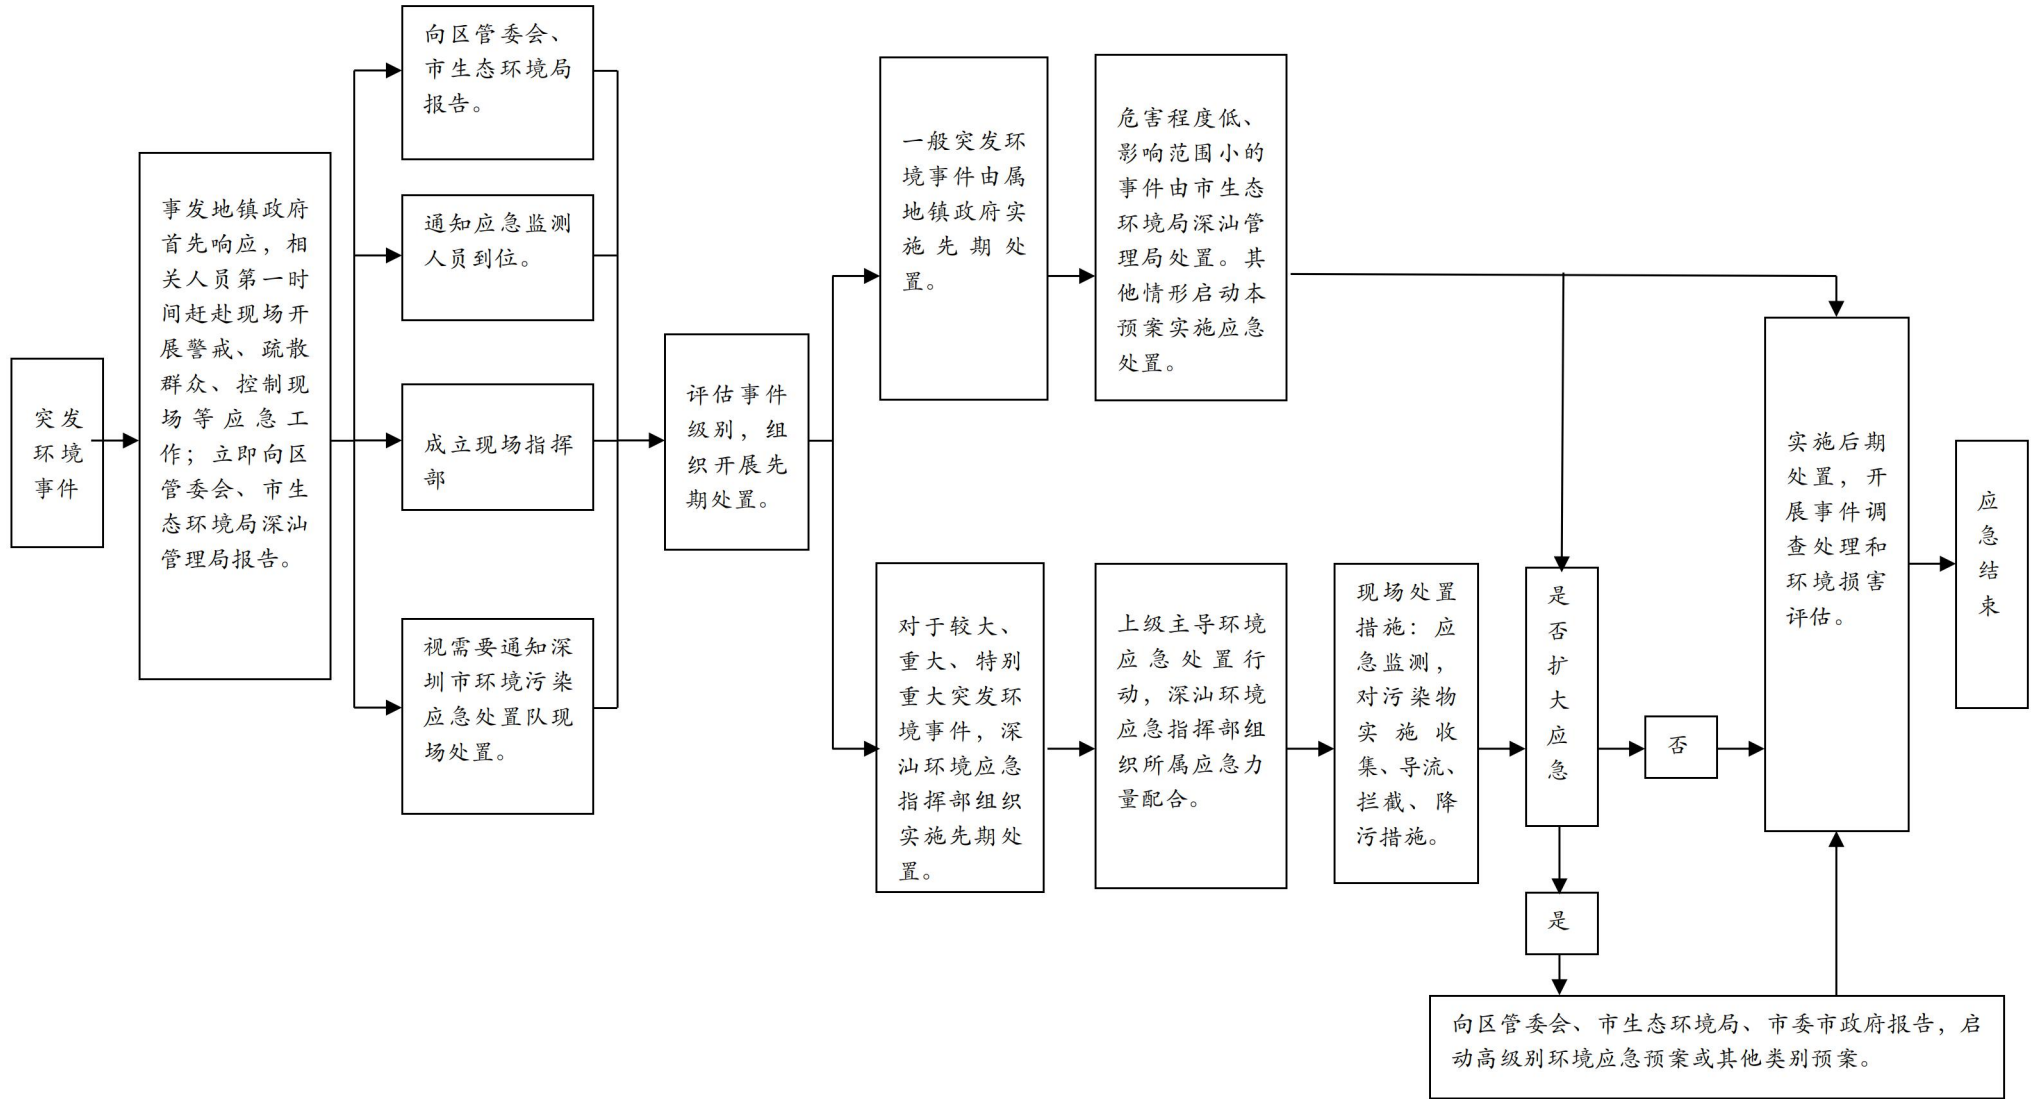 突发
环境
事件
事发地镇政府
首先响应，相
关人员第一时
间赶赴现场开
展警戒、疏散
群众、控制现
场等应急工
作；立即向区
管委会、市生
态环境局深汕
管理局报告。
向区管委会、
市生态环境局
报告。
通知应急监测
人员到位。
成立现场指挥
部
视需要通知深
圳市环境污染
应急处置队现
场处置。
评估事件
级别，组
织开展先
期处置。
一般突发环
境事件由属
地镇政府实
施先期处
置。
危害程度低、
影响范围小的
事件由市生态
环境局深汕管
理局处置。其
他情形启动本
预案实施应急
处置。
对于较大、
重大、特别
重大突发环
境事件，深
汕环境应急
指挥部组织
实施先期处
置。
上级主导环境
应急处置行
动，深汕环境
应急指挥部组
织所属应急力
量配合。
现场处置
措施：应
急监测，
对污染物
实施收
集、导流、
拦截、降
污措施。
是
否
扩
大
应
急
否
是
向区管委会、市生态环境局、市委市政府报告，启
动高级别环境应急预案或其他类别预案。
实施后期
处置，开
展事件调
查处理和
环境损害
评估。
应
急
结
束